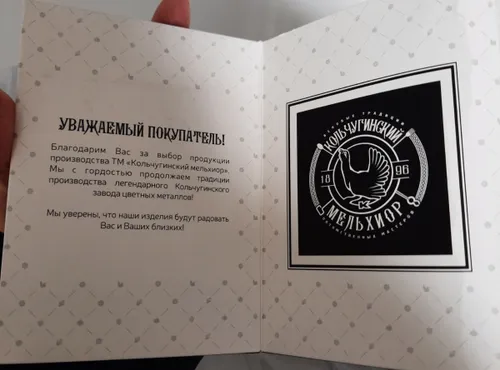 УВАЖАЕМЫЙ ПОКУПАТЕЛЬ!
Благодарим Вас за выбор продукции
производства ТМ «Кольчугинский мельхиор».
Мы с гордостью продолжаем традиции
производства легендарного Кольчугинского
завода цветных металлов!
Мы уверены, что наши изделия будут радовать
Вас и Ваших близких!
ТРАДИЦИИ
КОЛЬЧУГИНСКИЙ
18 96
МЕЛЬХИОР